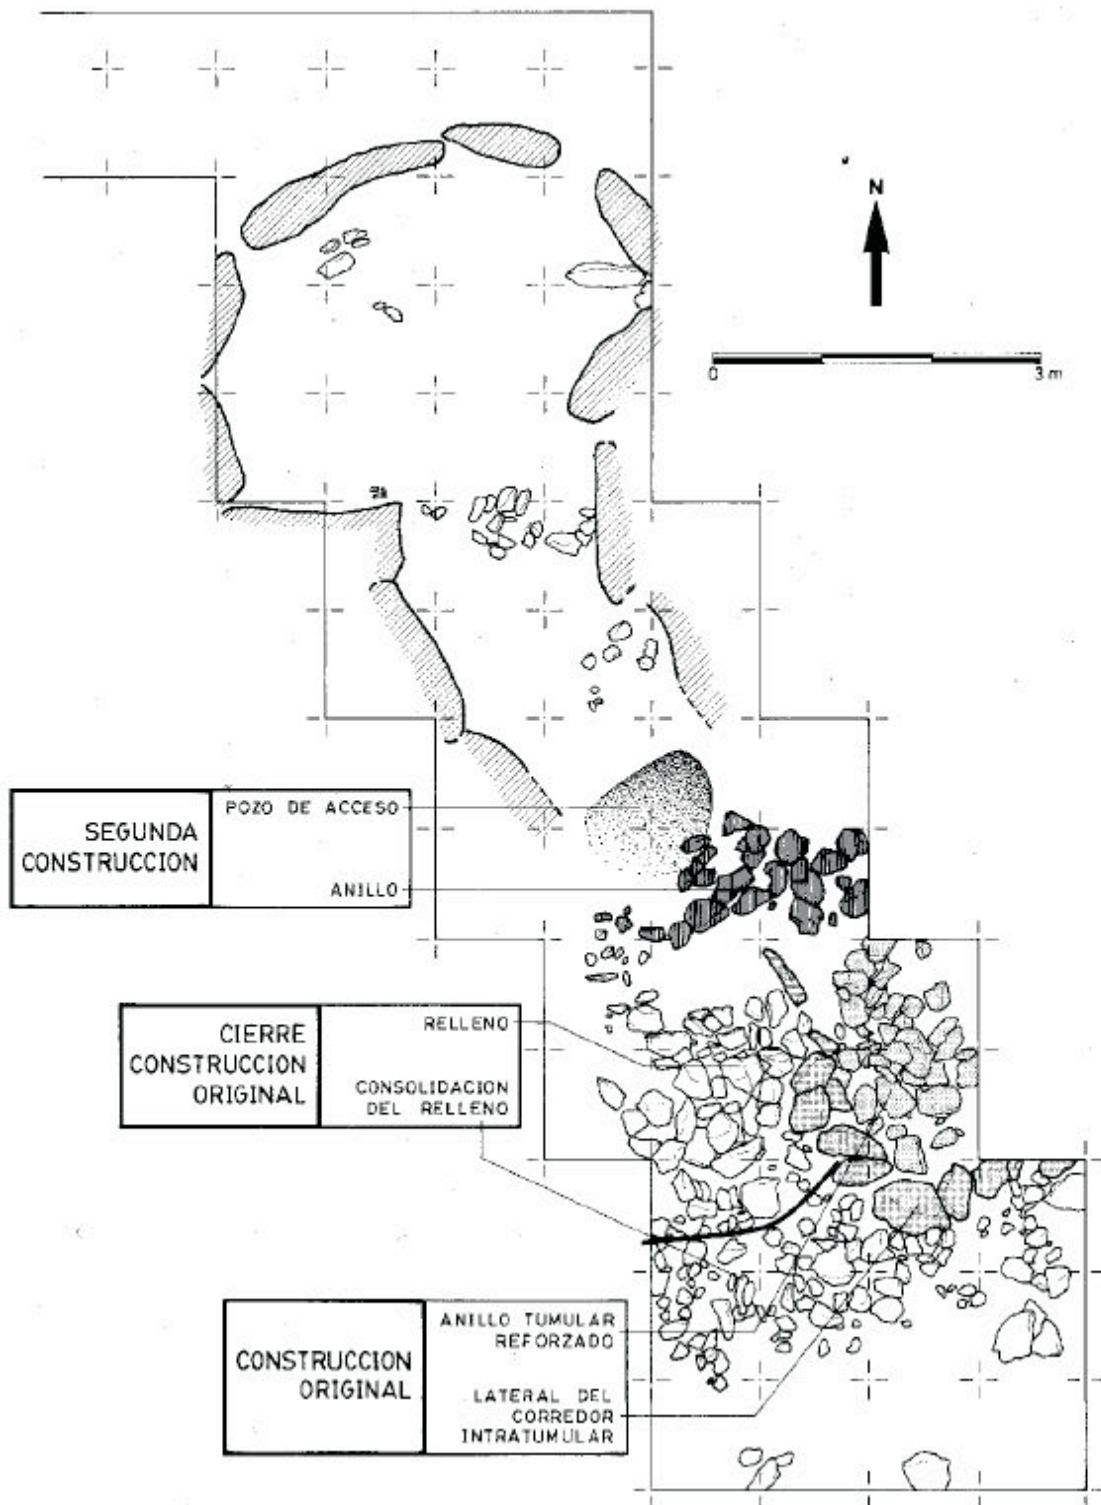 N
0 3 m
SEGUNDA
CONSTRUCCION
POZO DE ACCESO
ANILLO
CIERRE
CONSTRUCCION
ORIGINAL
RELLENO
CONSOLIDACION
DEL RELLENO
CONSTRUCCION
ORIGINAL
ANILLO TUMULAR
REFORZADO
LATERAL DEL
CORREDOR
INTRATUMULAR